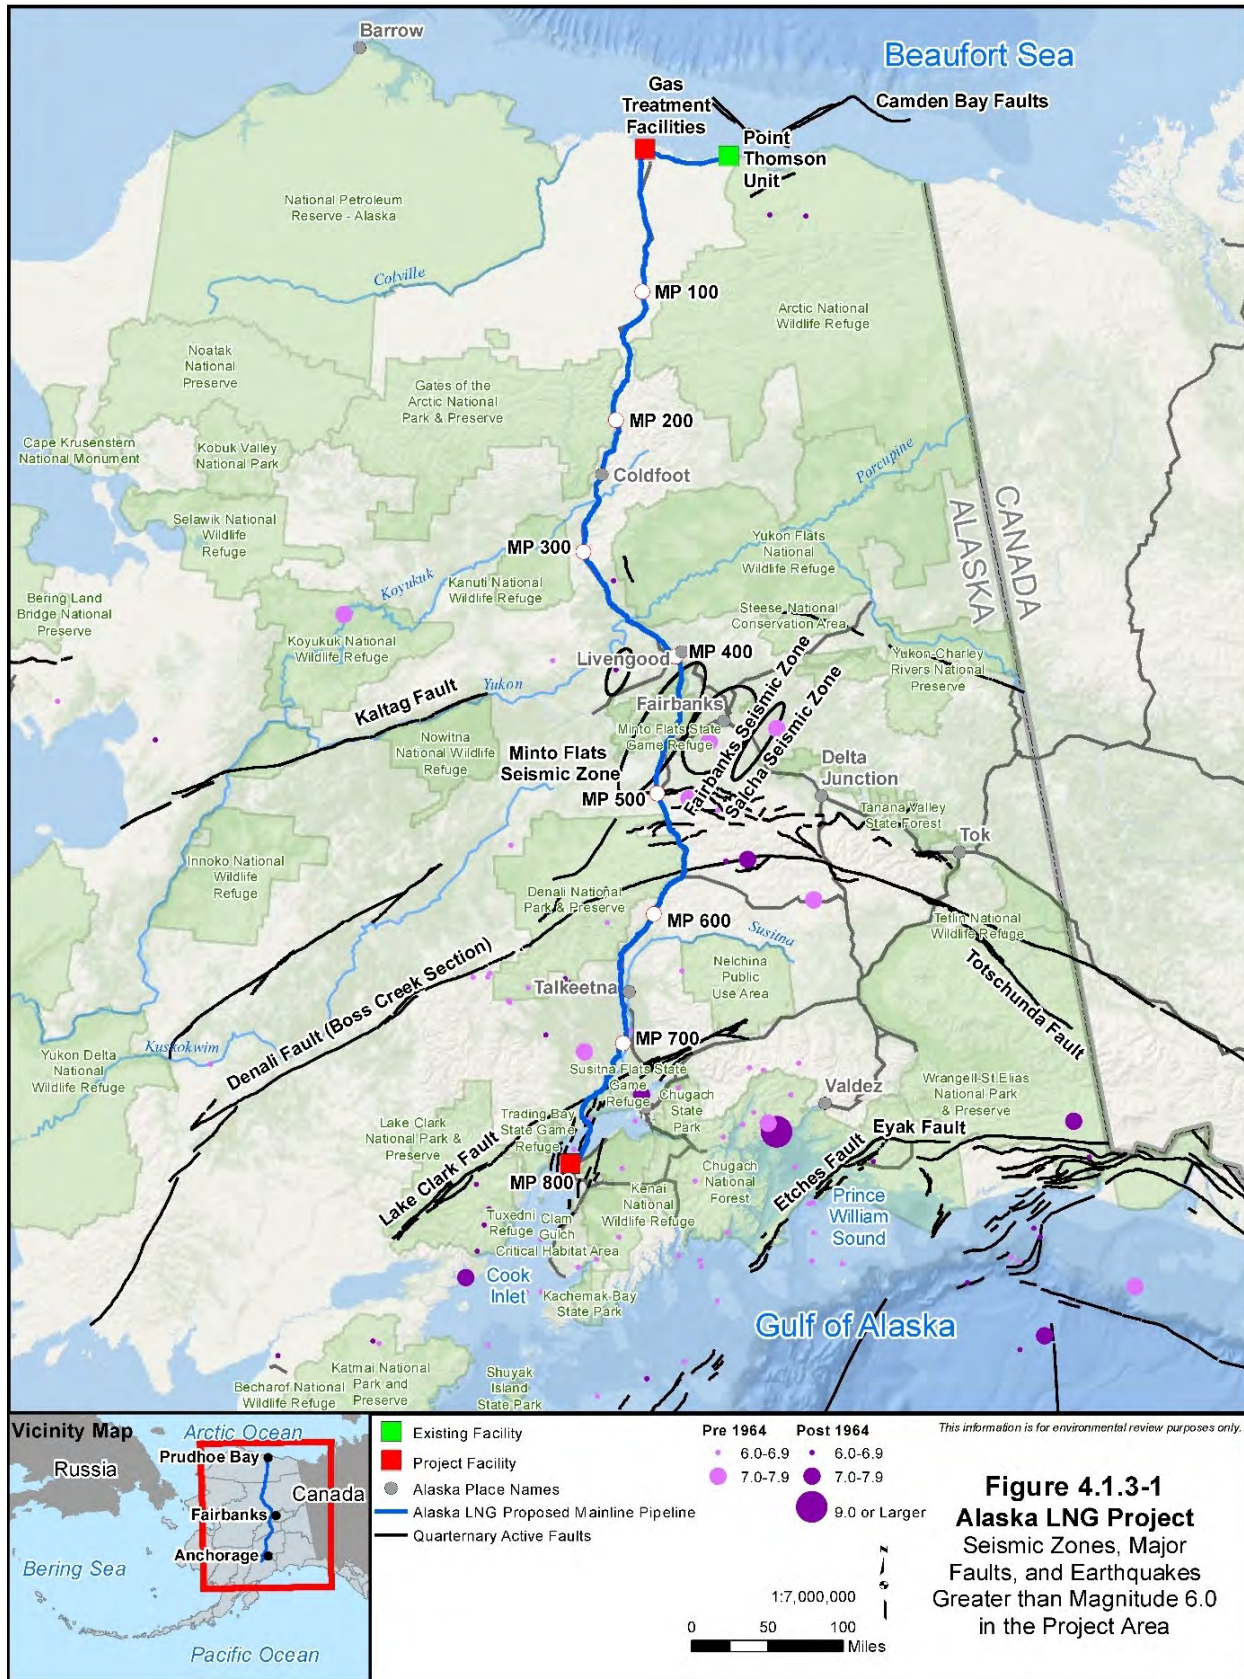 Barrow
Beaufort Sea
Gas
Treatment
Facilities
Camden Bay Faults
Point
Thomson
Unit
National Petroleum
Reserve - Alaska
Colville
MP 100
Arctic National
Wildlife Refuge
Noatak
National
Preserve
Gates of the
Arctic National
Park & Preserve
MP 200
Cape Krusenstern
National Monument
Kobuk Valley
National Park
Coldfoot
Porcupine
CANADA
ALASKA
Selawik National
Wildlife
Refuge
MP 300
Yukon Flats
National
Wildlife Refuge
Koyukuk
Kanuti National
Wildlife Refuge
Bering Land
Bridge National
Preserve
Steese National
Conservation Area
Koyukuk National
Wildlife Refuge
Livengood
MP 400
Yukon-Charley
Rivers National
Preserve
Kaltag Fault
Yukon
Fairbanks
Minto Flats State
Game Refuge
Fairbanks Seismic Zone
Salcha Seismic Zone
Nowitna
National Wildlife
Refuge
Minto Flats
Seismic Zone
Delta
Junction
MP 500
Tanana Valley
State Forest
Tok
Innoko National
Wildlife
Refuge
Denali National
Park & Preserve
MP 600
Susitna
Tetlin National
Wildlife Refuge
Denali Fault (Boss Creek Section)
Nelchina
Public
Use Area
Totschunda Fault
Talkeetna
Kuskokwim
MP 700
Yukon Delta
National
Wildlife Refuge
Susitna Flats State
Game
Refuge
Chugach
State
Park
Valdez
Wrangell-St.Elias
National Park
& Preserve
Trading Bay
State Game
Refuge
Lake Clark
National Park &
Preserve
Lake Clark Fault
Eyak Fault
Etches Fault
MP 800
Chugach
National
Forest
Kenai
National
Wildlife Refuge
Prince
William
Sound
Tuxedni
Refuge
Clam
Gulch
Critical Habitat Area
Cook
Inlet
Kachemak Bay
State Park
Gulf of Alaska
Katmai National
Park and
Preserve
Becharof National
Wildlife Refuge
Shuyak
Island
State Park
Vicinity Map
Arctic Ocean
Russia
Prudhoe Bay
Canada
Fairbanks
Anchorage
Bering Sea
Pacific Ocean
Existing Facility
Project Facility
Alaska Place Names
Alaska LNG Proposed Mainline Pipeline
Quaternary Active Faults
Pre 1964
6.0-6.9
7.0-7.9
Post 1964
6.0-6.9
7.0-7.9
9.0 or Larger
N
1:7,000,000
0 50 100
Miles
This information is for environmental review purposes only.
Figure 4.1.3-1
Alaska LNG Project
Seismic Zones, Major
Faults, and Earthquakes
Greater than Magnitude 6.0
in the Project Area